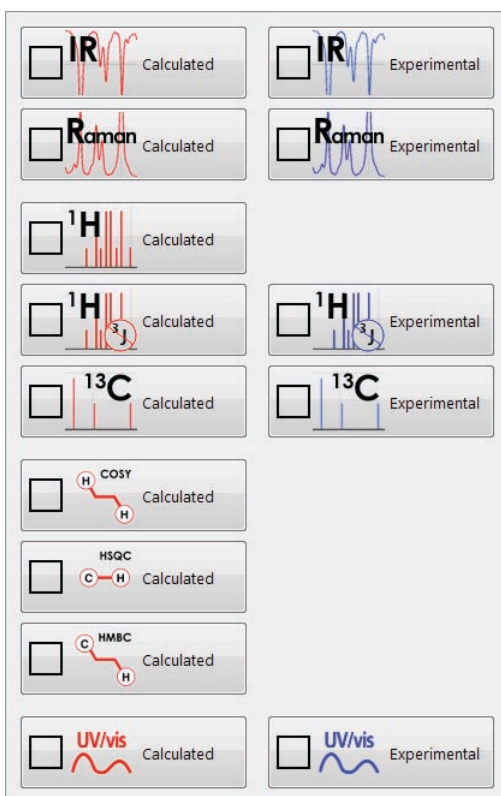 IR Calculated IR Experimental
Raman Calculated Raman Experimental
¹H Calculated
¹H ³J Calculated ¹H ³J Experimental
¹³C Calculated ¹³C Experimental
H COSY H Calculated
HSQC
C H Calculated
C HMBC H Calculated
UV/vis Calculated UV/vis Experimental